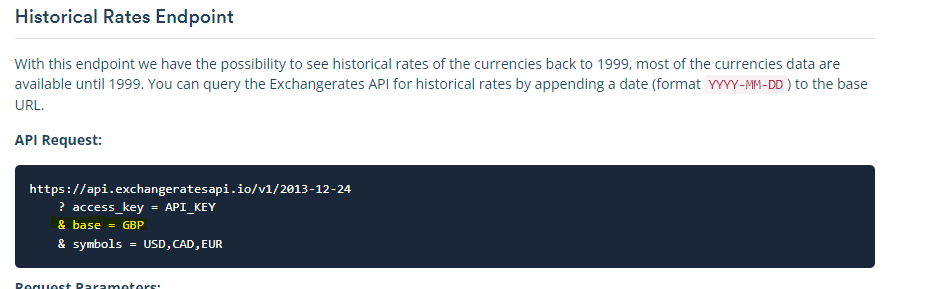 Historical Rates Endpoint
With this endpoint we have the possibility to see historical rates of the currencies back to 1999, most of the currencies data are
available until 1999. You can query the Exchangerates API for historical rates by appending a date (format YYYY-MM-DD ) to the base
URL.
API Request:
https://api.exchangeratesapi.io/v1/2013-12-24
? access_key = API_KEY
& base = GBP
& symbols = USD,CAD,EUR
Request Parameters: